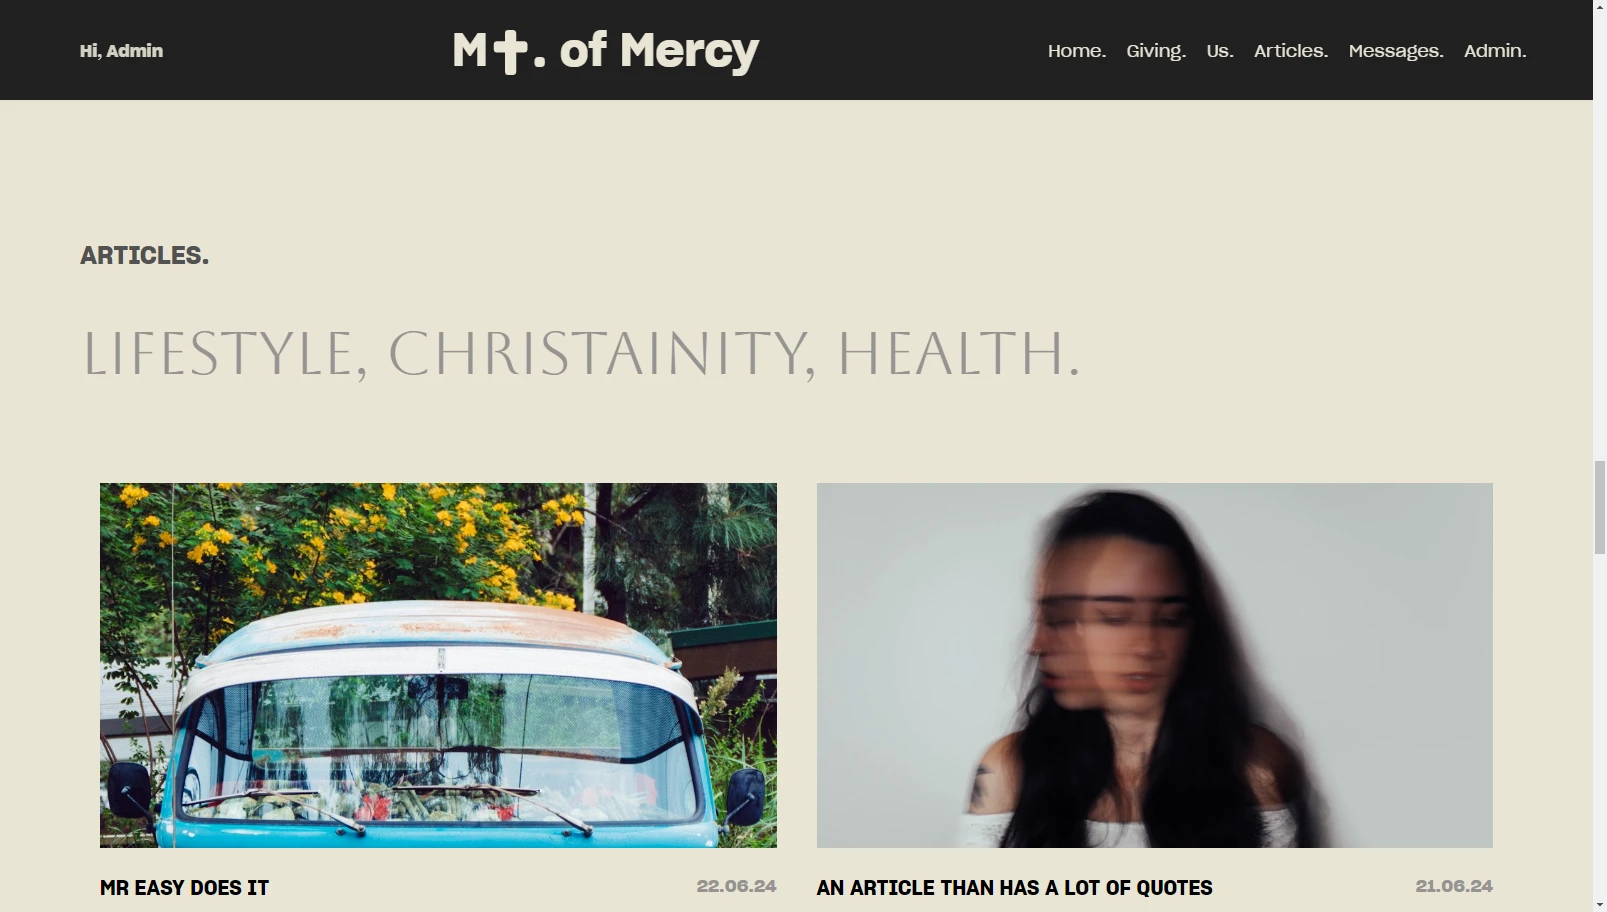 Hi, Admin
M✝. of Mercy
Home. Giving. Us. Articles. Messages. Admin.
ARTICLES.
LIFESTYLE, CHRISTAINITY, HEALTH.
MR EASY DOES IT 22.06.24
AN ARTICLE THAN HAS A LOT OF QUOTES 21.06.24